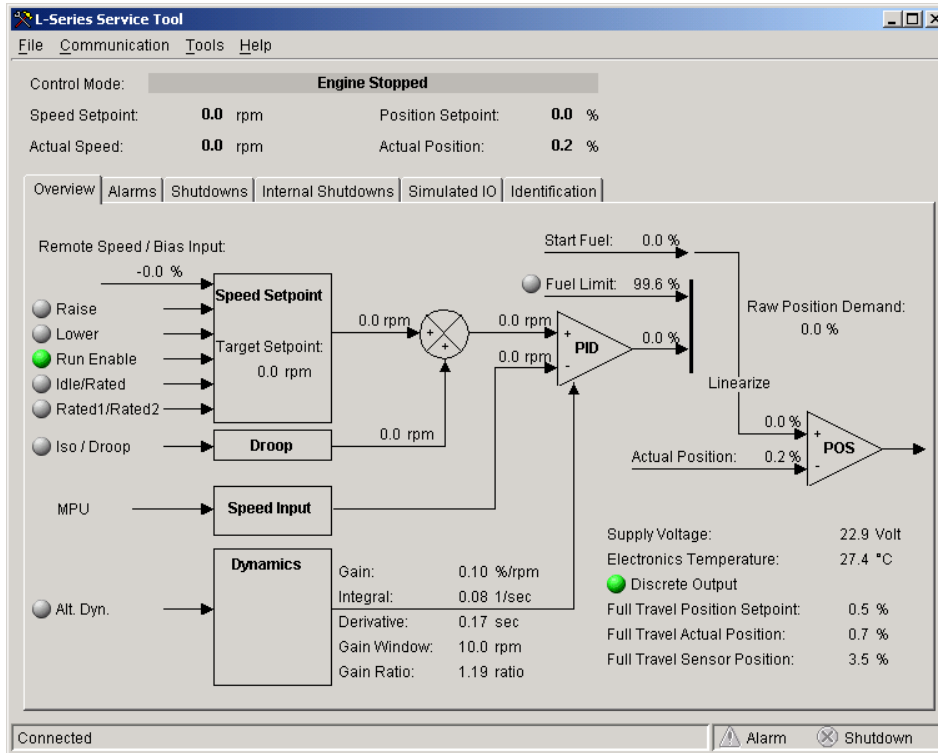 L-Series Service Tool
File Communication Tools Help
Control Mode: Engine Stopped
Speed Setpoint: 0.0 rpm Position Setpoint: 0.0 %
Actual Speed: 0.0 rpm Actual Position: 0.2 %
Overview Alarms Shutdowns Internal Shutdowns Simulated IO Identification
Remote Speed / Bias Input:
-0.0 %
Raise
Lower
Run Enable
Idle/Rated
Rated1/Rated2
Iso / Droop
MPU
Alt. Dyn.
Speed Setpoint
Target Setpoint:
0.0 rpm
Droop
Speed Input
Dynamics
0.0 rpm
+
+
0.0 rpm
0.0 rpm
0.0 rpm
+
-
PID
Start Fuel: 0.0 %
Fuel Limit: 99.6 %
0.0 %
Raw Position Demand:
0.0 %
Linearize
0.0 %
Actual Position: 0.2 %
+
-
POS
Gain: 0.10 %/rpm
Integral: 0.08 1/sec
Derivative: 0.17 sec
Gain Window: 10.0 rpm
Gain Ratio: 1.19 ratio
Supply Voltage: 22.9 Volt
Electronics Temperature: 27.4 °C
Discrete Output
Full Travel Position Setpoint: 0.5 %
Full Travel Actual Position: 0.7 %
Full Travel Sensor Position: 3.5 %
Connected Alarm Shutdown